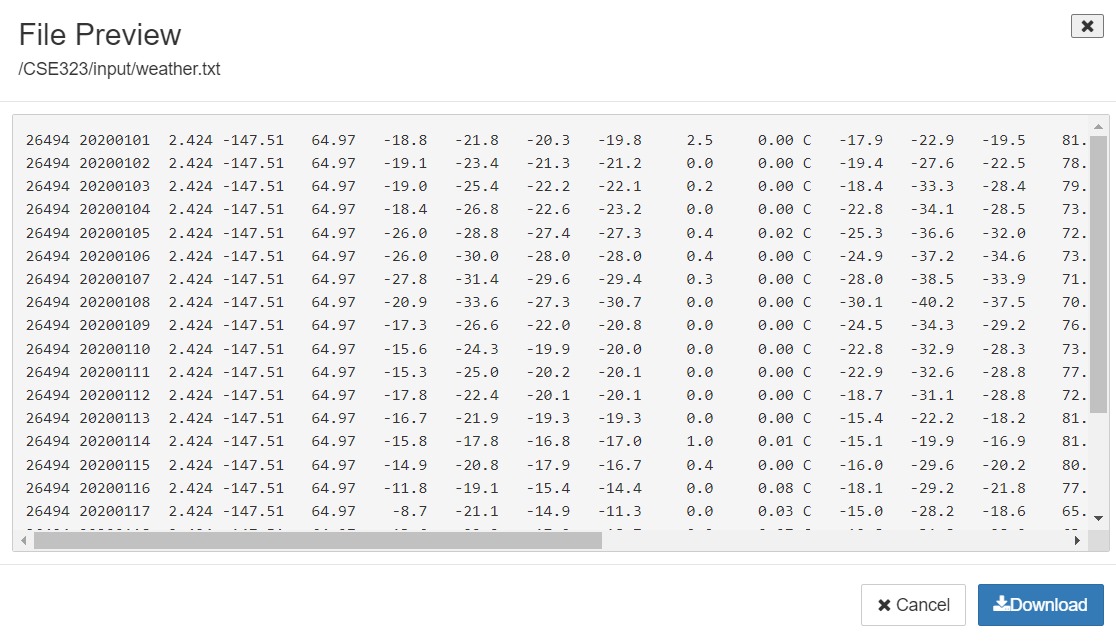 File Preview
/CSE323/input/weather.txt
26494 20200101 2.424 -147.51 64.97 -18.8 -21.8 -20.3 -19.8 2.5 0.00 C -17.9 -22.9 -19.5 81.
26494 20200102 2.424 -147.51 64.97 -19.1 -23.4 -21.3 -21.2 0.0 0.00 C -19.4 -27.6 -22.5 78.
26494 20200103 2.424 -147.51 64.97 -19.0 -25.4 -22.2 -22.1 0.2 0.00 C -18.4 -33.3 -28.4 79.
26494 20200104 2.424 -147.51 64.97 -18.4 -26.8 -22.6 -23.2 0.0 0.00 C -22.8 -34.1 -28.5 73.
26494 20200105 2.424 -147.51 64.97 -26.0 -28.8 -27.4 -27.3 0.4 0.02 C -25.3 -36.6 -32.0 72.
26494 20200106 2.424 -147.51 64.97 -26.0 -30.0 -28.0 -28.0 0.4 0.00 C -24.9 -37.2 -34.6 73.
26494 20200107 2.424 -147.51 64.97 -27.8 -31.4 -29.6 -29.4 0.3 0.00 C -28.0 -38.5 -33.9 71.
26494 20200108 2.424 -147.51 64.97 -20.9 -33.6 -27.3 -30.7 0.0 0.00 C -30.1 -40.2 -37.5 70.
26494 20200109 2.424 -147.51 64.97 -17.3 -26.6 -22.0 -20.8 0.0 0.00 C -24.5 -34.3 -29.2 76.
26494 20200110 2.424 -147.51 64.97 -15.6 -24.3 -19.9 -20.0 0.0 0.00 C -22.8 -32.9 -28.3 73.
26494 20200111 2.424 -147.51 64.97 -15.3 -25.0 -20.2 -20.1 0.0 0.00 C -22.9 -32.6 -28.8 77.
26494 20200112 2.424 -147.51 64.97 -17.8 -22.4 -20.1 -20.1 0.0 0.00 C -18.7 -31.1 -28.8 72.
26494 20200113 2.424 -147.51 64.97 -16.7 -21.9 -19.3 -19.3 0.0 0.00 C -15.4 -22.2 -18.2 81.
26494 20200114 2.424 -147.51 64.97 -15.8 -17.8 -16.8 -17.0 1.0 0.01 C -15.1 -19.9 -16.9 81.
26494 20200115 2.424 -147.51 64.97 -14.9 -20.8 -17.9 -16.7 0.4 0.00 C -16.0 -29.6 -20.2 80.
26494 20200116 2.424 -147.51 64.97 -11.8 -19.1 -15.4 -14.4 0.0 0.08 C -18.1 -29.2 -21.8 77.
26494 20200117 2.424 -147.51 64.97 -8.7 -21.1 -14.9 -11.3 0.0 0.03 C -15.0 -28.2 -18.6 65.
Cancel
Download